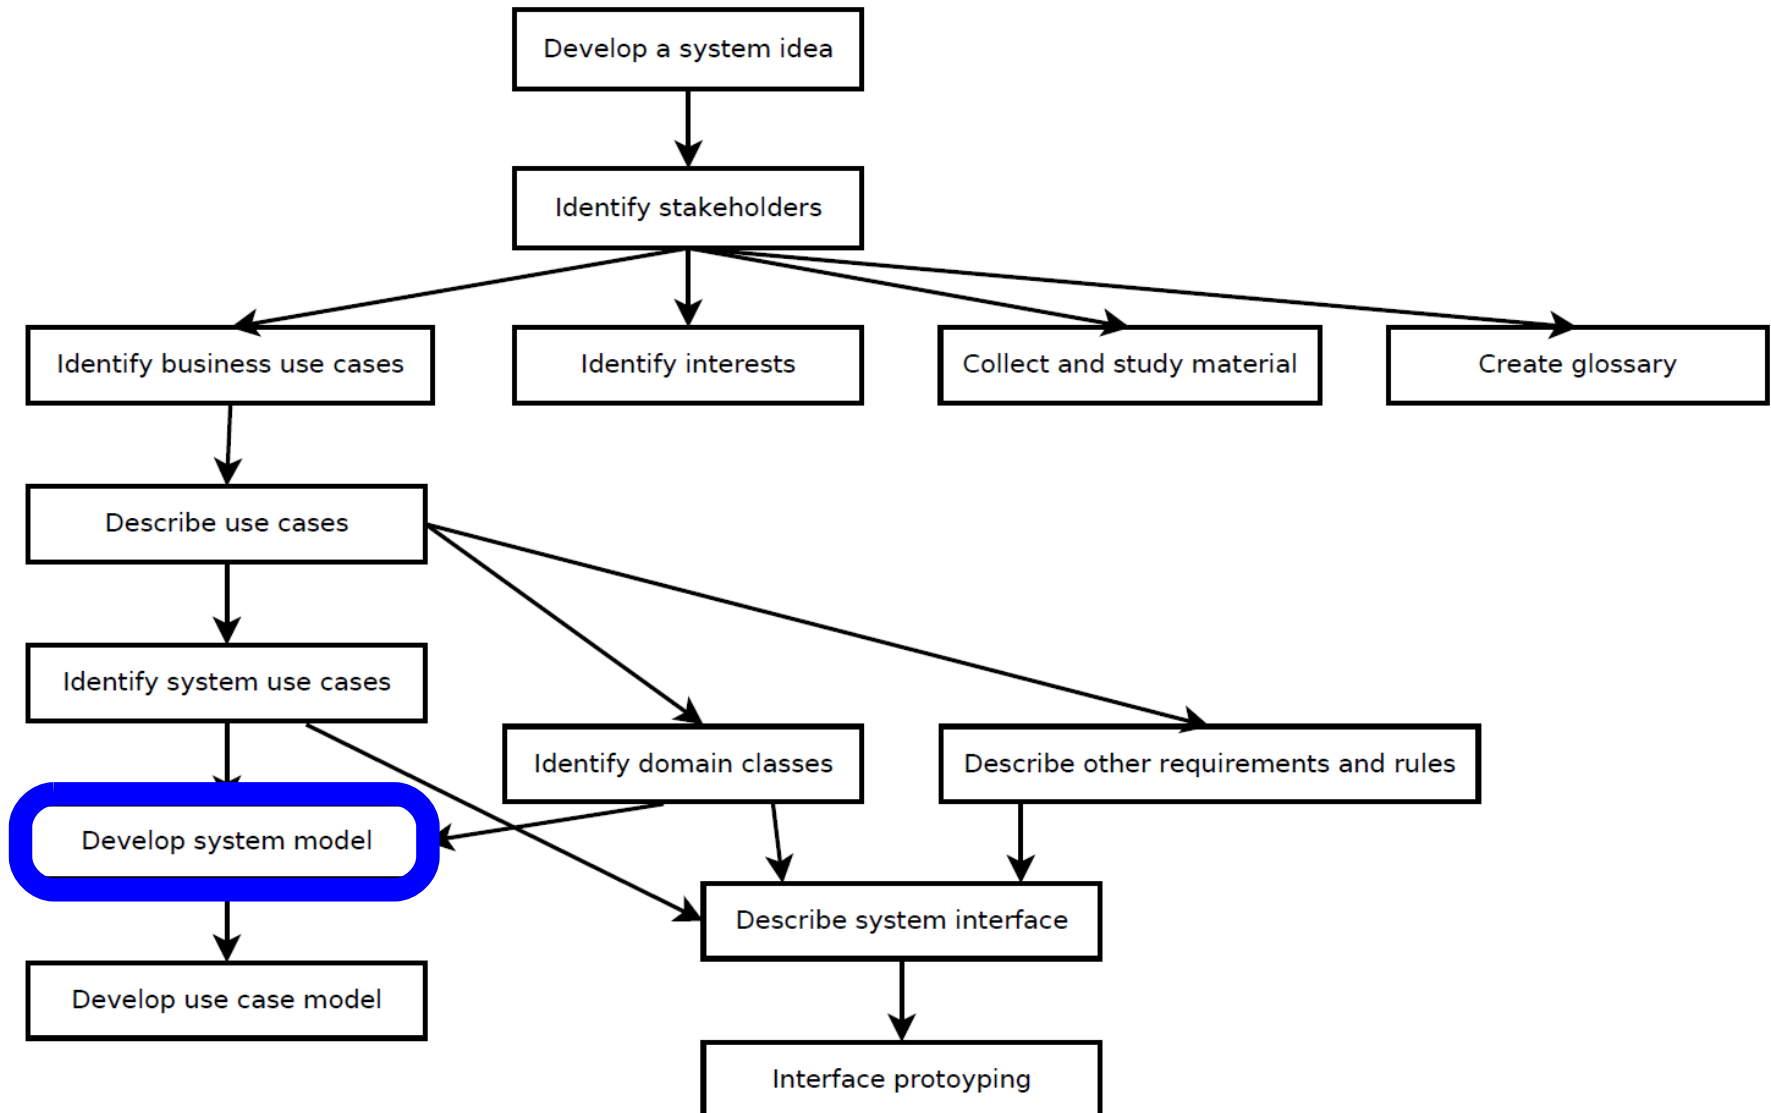 Develop a system idea
Identify stakeholders
Identify business use cases
Identify interests
Collect and study material
Create glossary
Describe use cases
Identify system use cases
Identify domain classes
Describe other requirements and rules
Develop system model
Describe system interface
Develop use case model
Interface protoyping